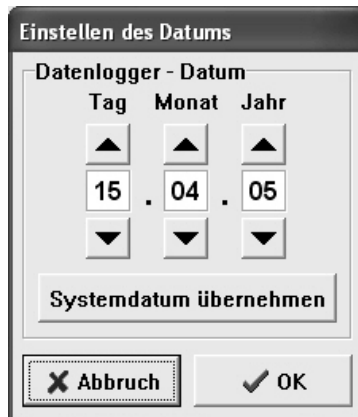 Einstellen des Datums
Datenlogger - Datum
Tag Monat Jahr
15 . 04 . 05
Systemdatum übernehmen
Abbruch OK